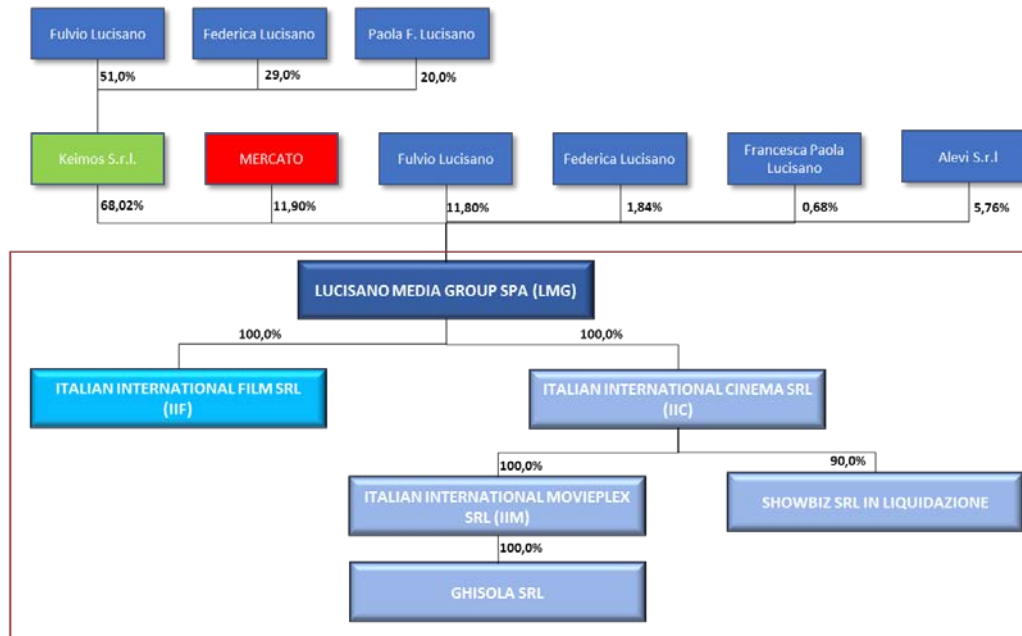 Fulvio Lucisano
Federica Lucisano
Paola F. Lucisano
51,0%
29,0%
20,0%
Keimos S.r.l.
MERCATO
Fulvio Lucisano
Federica Lucisano
Francesca Paola
Lucisano
Alevi S.r.l
68,02%
11,90%
11,80%
1,84%
0,68%
5,76%
LUCISANO MEDIA GROUP SPA (LMG)
100,0%
100,0%
ITALIAN INTERNATIONAL FILM SRL
(IIF)
ITALIAN INTERNATIONAL CINEMA SRL
(IIC)
100,0%
90,0%
ITALIAN INTERNATIONAL MOVIEPLEX
SRL (IIM)
SHOWBIZ SRL IN LIQUIDAZIONE
100,0%
GHISOLA SRL